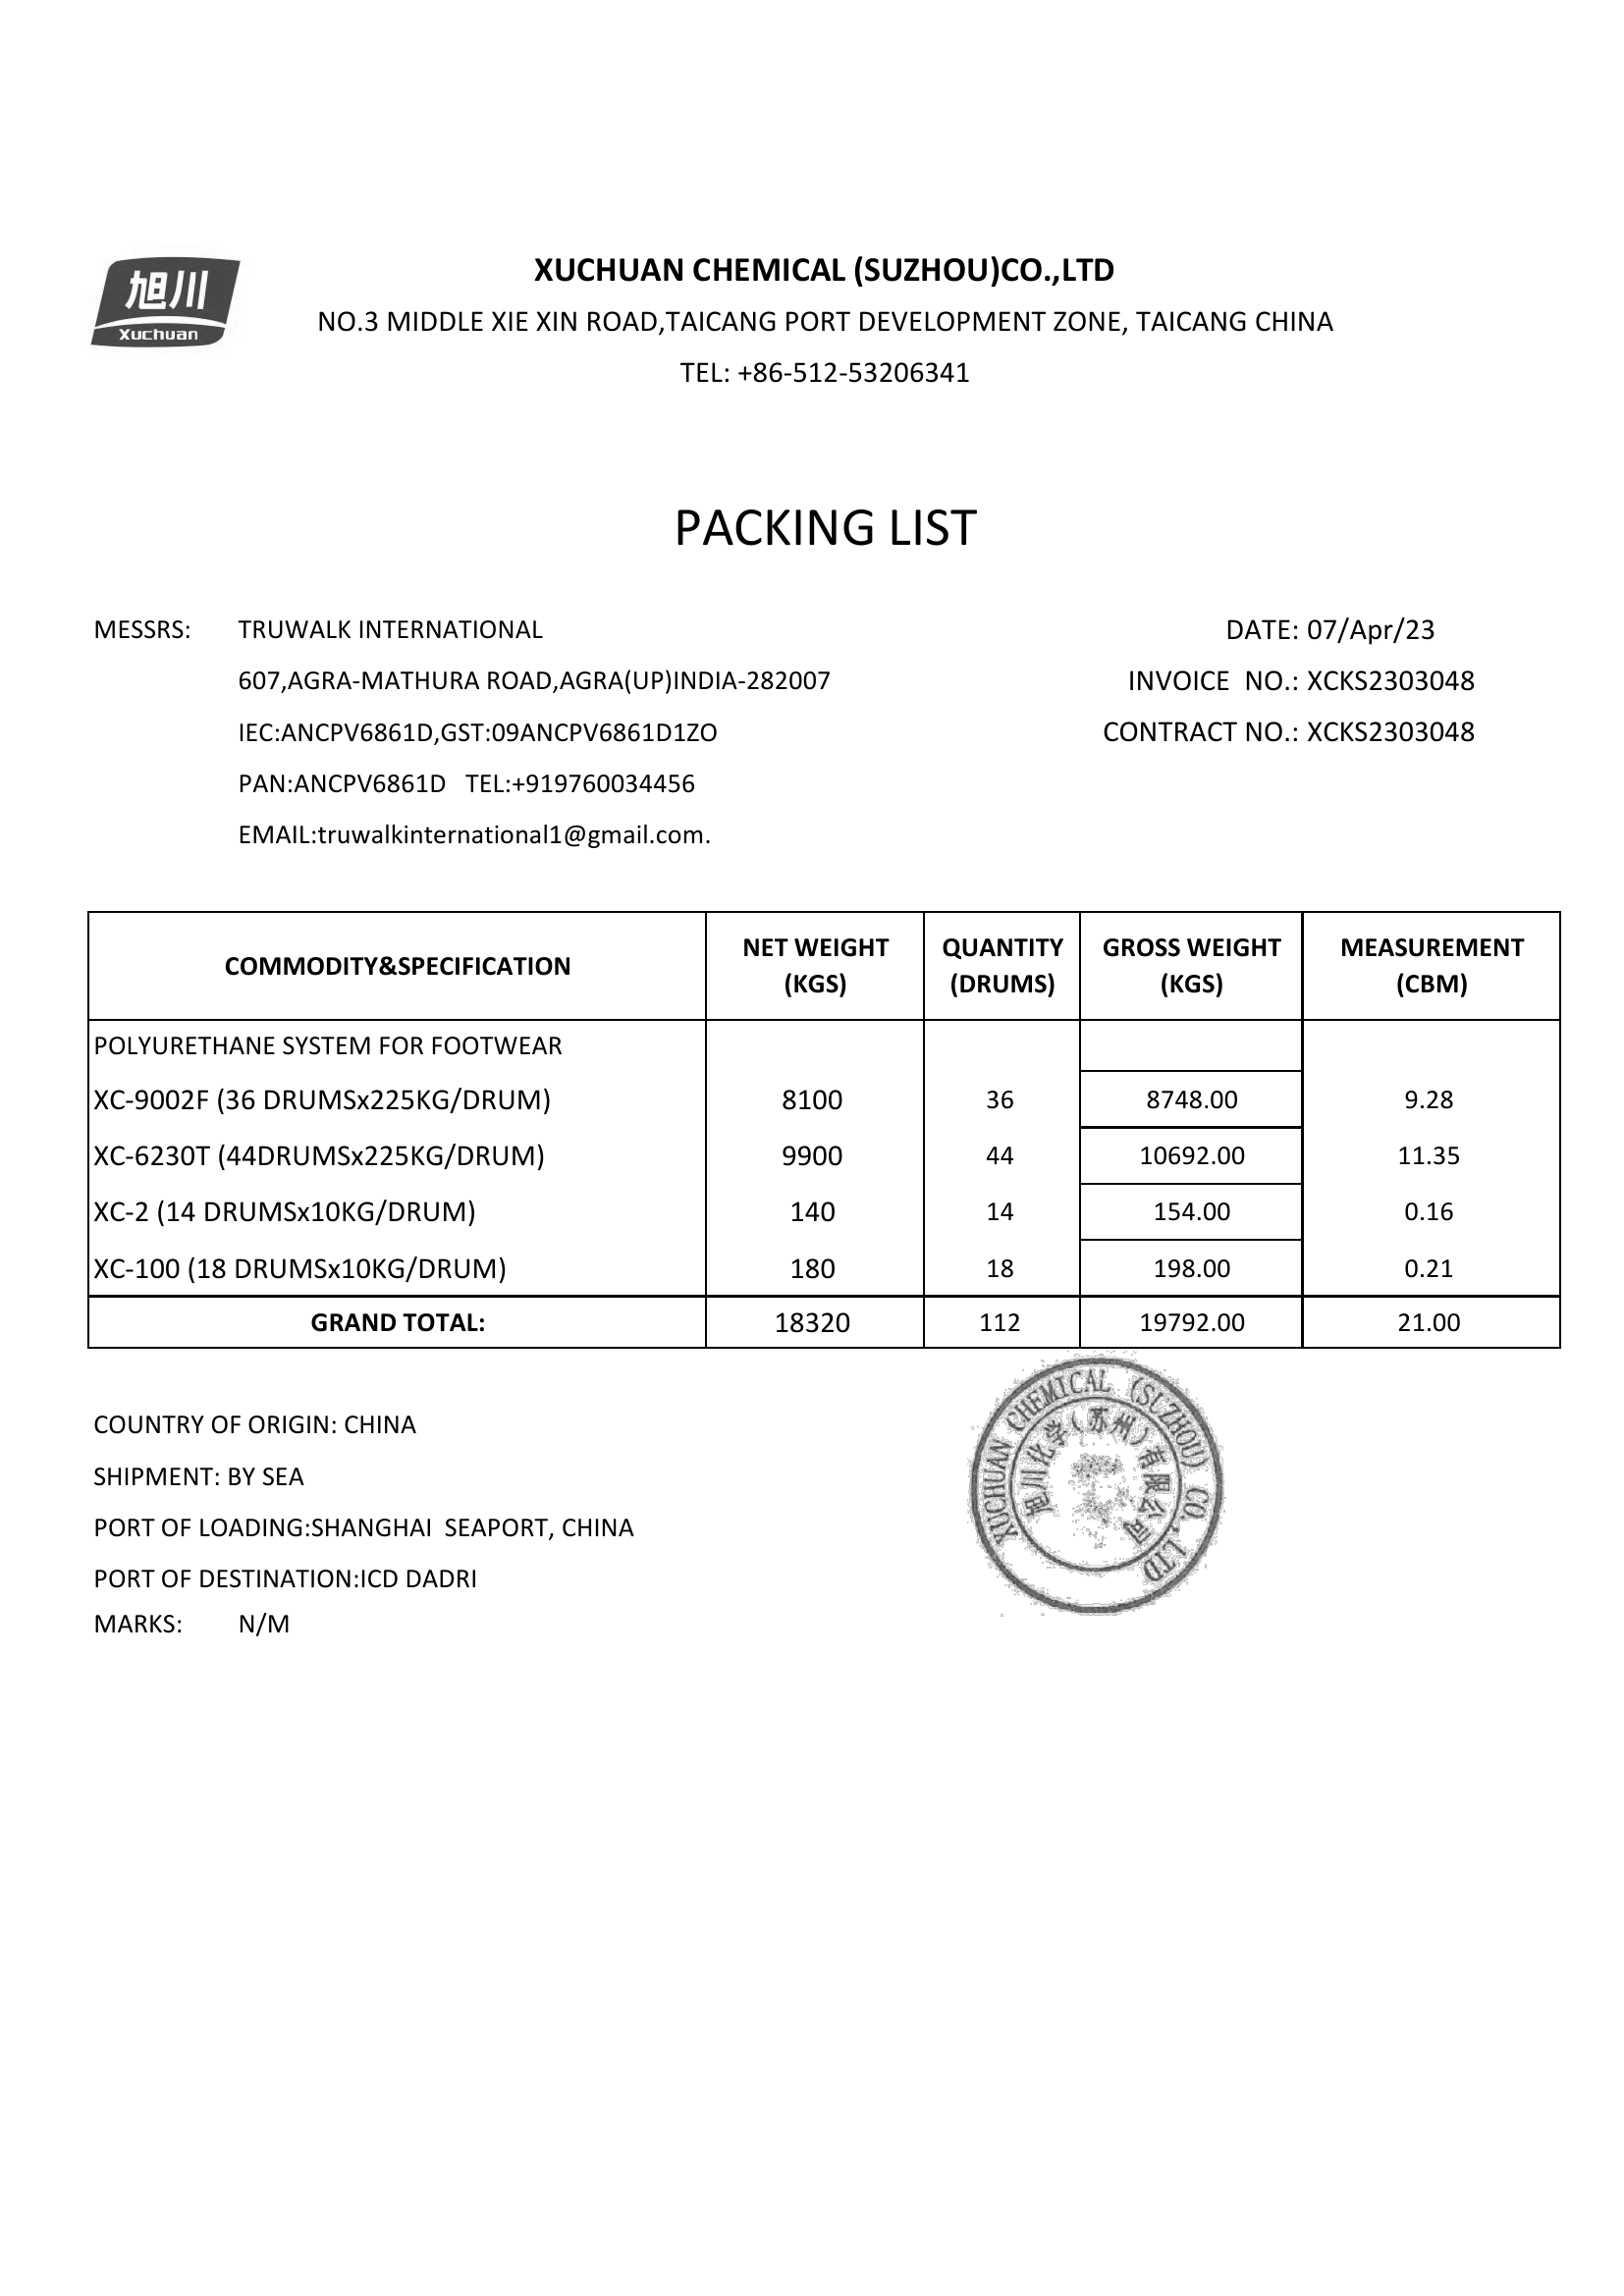 旭川
Xuchuan
XUCHUAN CHEMICAL (SUZHOU)CO.,LTD
NO.3 MIDDLE XIE XIN ROAD,TAICANG PORT DEVELOPMENT ZONE, TAICANG CHINA
TEL: +86-512-53206341
PACKING LIST
MESSRS: TRUWALK INTERNATIONAL DATE: 07/Apr/23
607,AGRA-MATHURA ROAD,AGRA(UP)INDIA-282007 INVOICE NO.: XCKS2303048
IEC:ANCPV6861D,GST:09ANCPV6861D1ZO CONTRACT NO.: XCKS2303048
PAN:ANCPV6861D TEL:+919760034456
EMAIL:truwalkinternational1@gmail.com.
COMMODITY&SPECIFICATION NET WEIGHT (KGS) QUANTITY (DRUMS) GROSS WEIGHT (KGS) MEASUREMENT (CBM)
POLYURETHANE SYSTEM FOR FOOTWEAR
XC-9002F (36 DRUMSx225KG/DRUM) 8100 36 8748.00 9.28
XC-6230T (44DRUMSx225KG/DRUM) 9900 44 10692.00 11.35
XC-2 (14 DRUMSx10KG/DRUM) 140 14 154.00 0.16
XC-100 (18 DRUMSx10KG/DRUM) 180 18 198.00 0.21
GRAND TOTAL: 18320 112 19792.00 21.00
XUCHUAN CHEMICAL (SUZHOU) CO.,LTD
旭川化学(苏州)有限公司
COUNTRY OF ORIGIN: CHINA
SHIPMENT: BY SEA
PORT OF LOADING:SHANGHAI SEAPORT, CHINA
PORT OF DESTINATION:ICD DADRI
MARKS: N/M